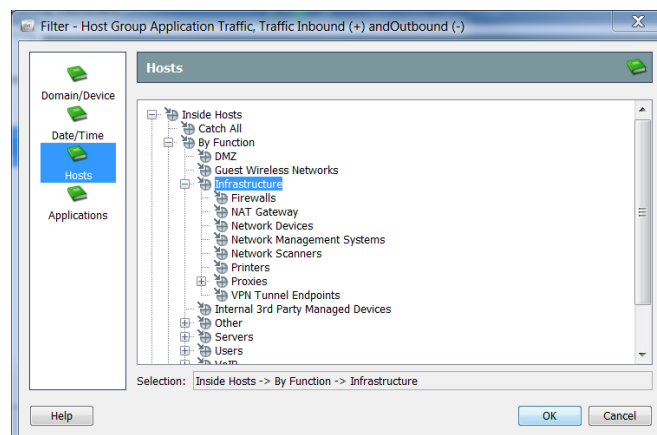 Filter - Host Group Application Traffic, Traffic Inbound (+) andOutbound (-)
Domain/Device
Date/Time
Hosts
Applications
Hosts
Inside Hosts
Catch All
By Function
DMZ
Guest Wireless Networks
Infrastructure
Firewalls
NAT Gateway
Network Devices
Network Management Systems
Network Scanners
Printers
Proxies
VPN Tunnel Endpoints
Internal 3rd Party Managed Devices
Other
Servers
Users
VoIP
Selection: Inside Hosts -> By Function -> Infrastructure
Help OK Cancel